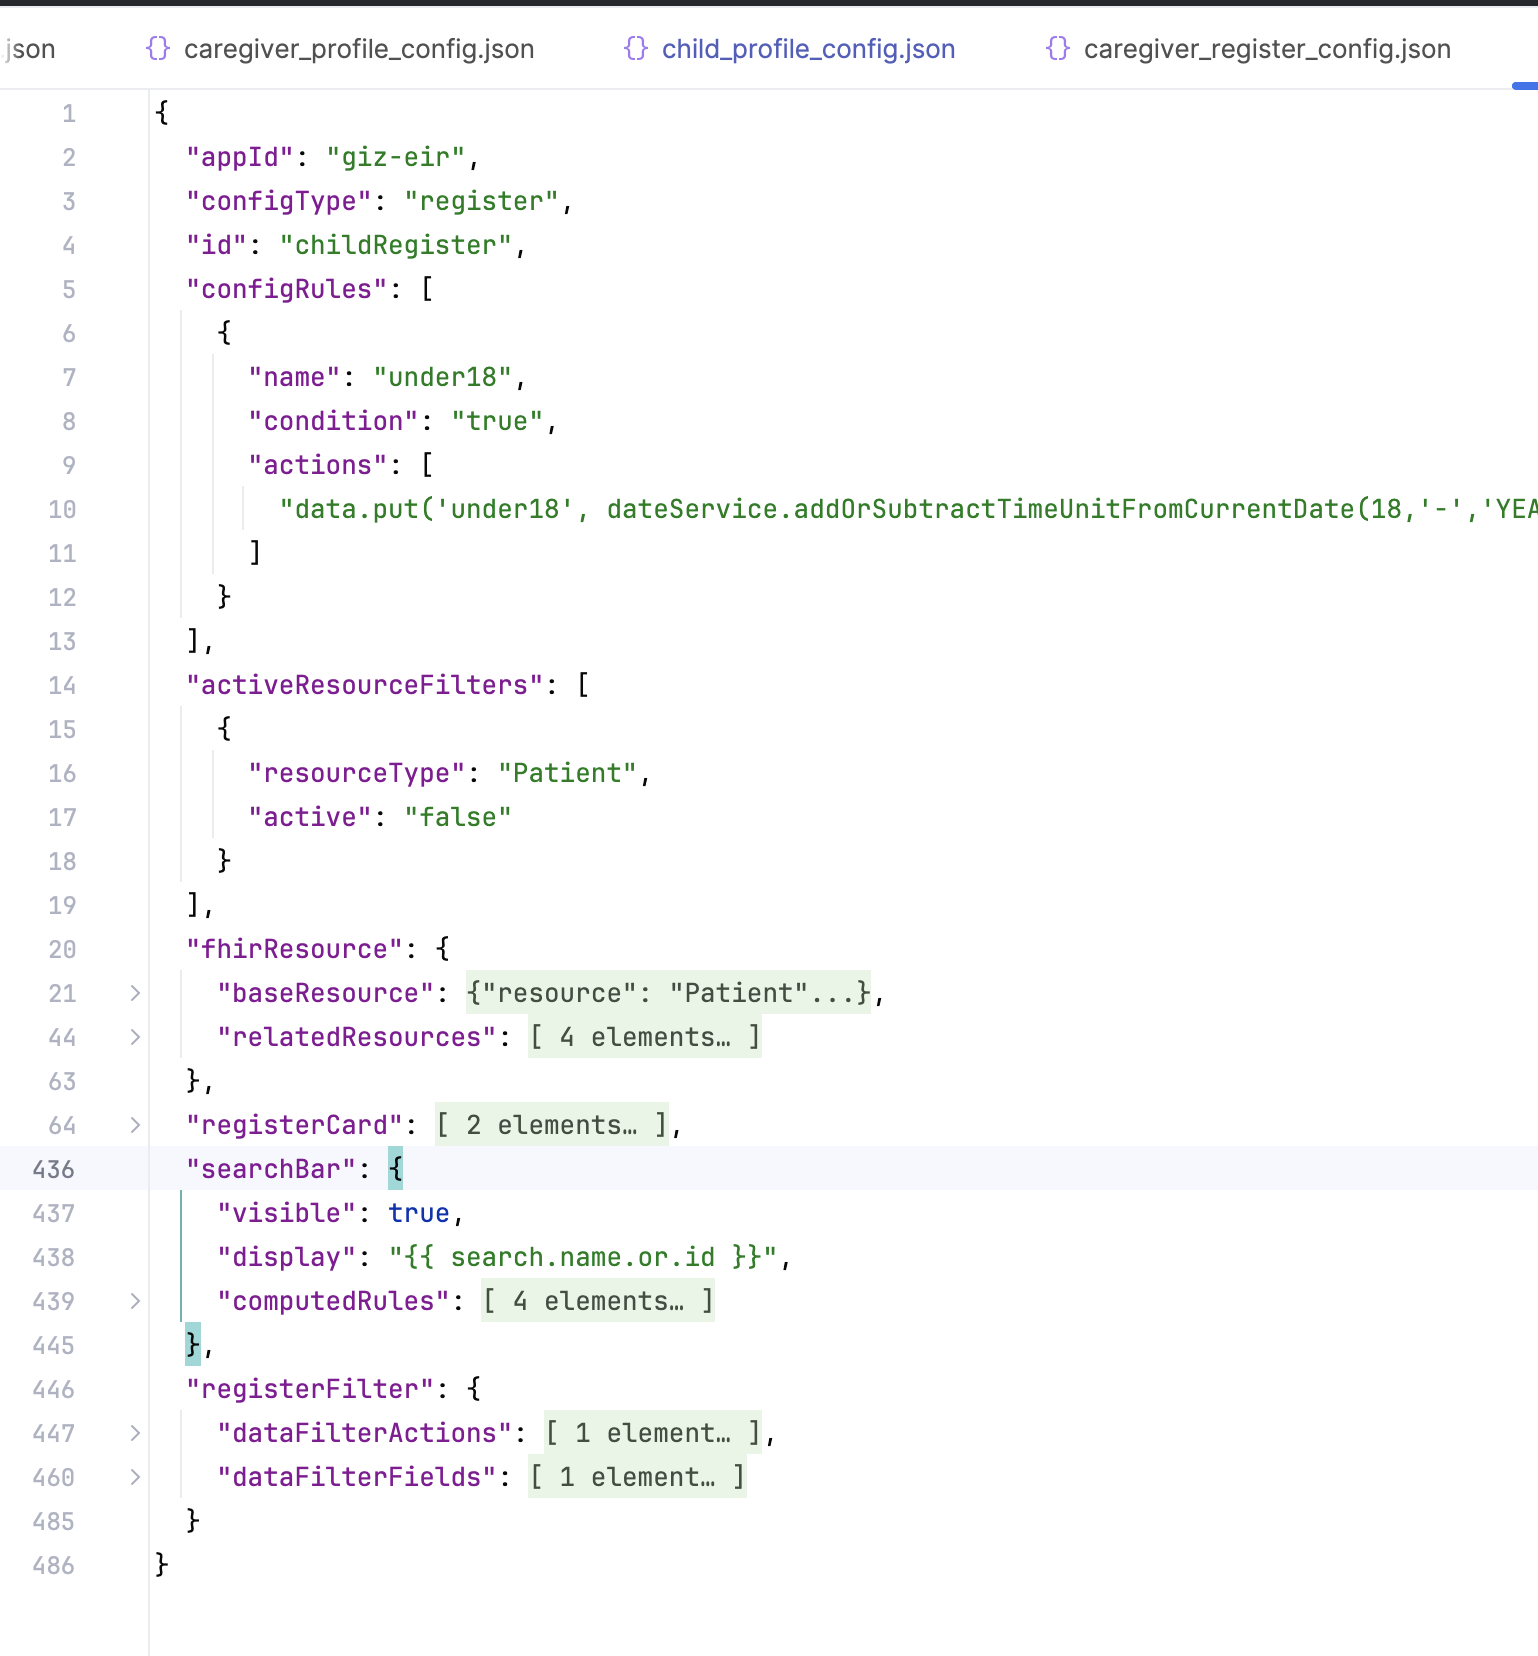 .json {} caregiver_profile_config.json {} child_profile_config.json {} caregiver_register_config.json
1 {
2 "appId": "giz-eir",
3 "configType": "register",
4 "id": "childRegister",
5 "configRules": [
6 {
7 "name": "under18",
8 "condition": "true",
9 "actions": [
10 "data.put('under18', dateService.addOrSubtractTimeUnitFromCurrentDate(18,'-','YEA
11 ]
12 }
13 ],
14 "activeResourceFilters": [
15 {
16 "resourceType": "Patient",
17 "active": "false"
18 }
19 ],
20 "fhirResource": {
21 "baseResource": {"resource": "Patient"...},
44 "relatedResources": [ 4 elements… ]
63 },
64 "registerCard": [ 2 elements… ],
436 "searchBar": {
437 "visible": true,
438 "display": "{{ search.name.or.id }}",
439 "computedRules": [ 4 elements… ]
445 },
446 "registerFilter": {
447 "dataFilterActions": [ 1 element… ],
460 "dataFilterFields": [ 1 element… ]
485 }
486 }